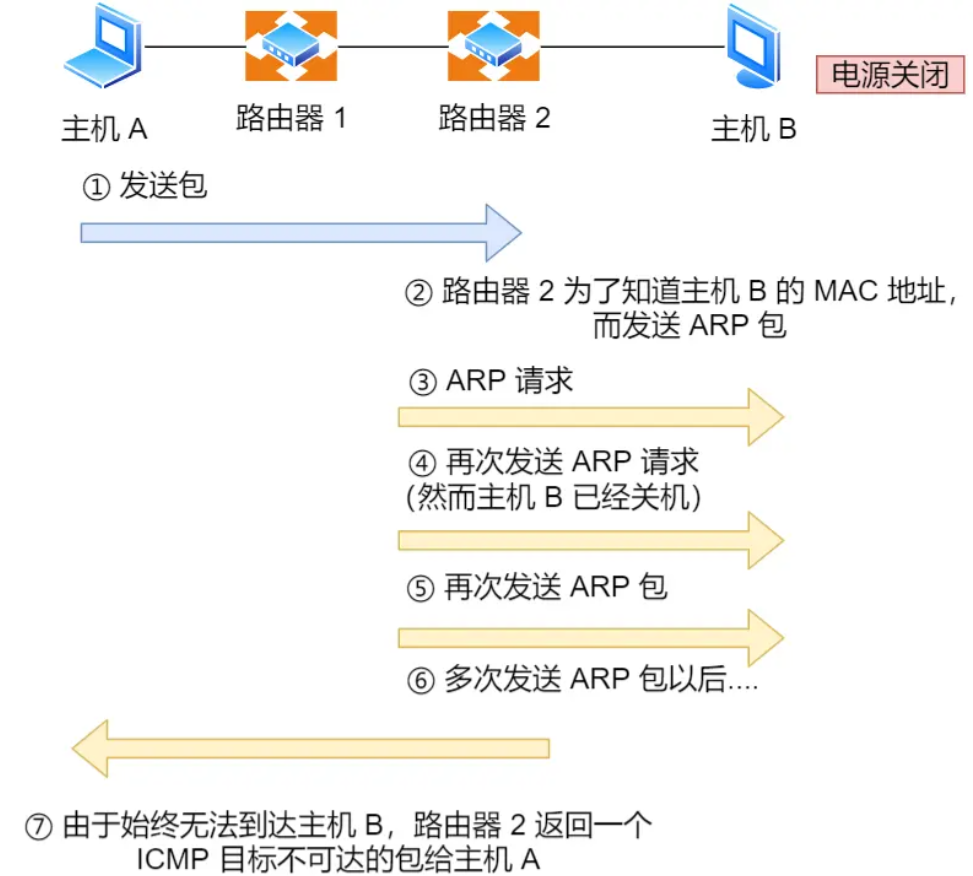 电源关闭
主机 A
路由器 1
路由器 2
主机 B
① 发送包
② 路由器 2 为了知道主机 B 的 MAC 地址，
而发送 ARP 包
③ ARP 请求
④ 再次发送 ARP 请求
（然而主机 B 已经关机）
⑤ 再次发送 ARP 包
⑥ 多次发送 ARP 包以后....
⑦ 由于始终无法到达主机 B，路由器 2 返回一个
ICMP 目标不可达的包给主机 A